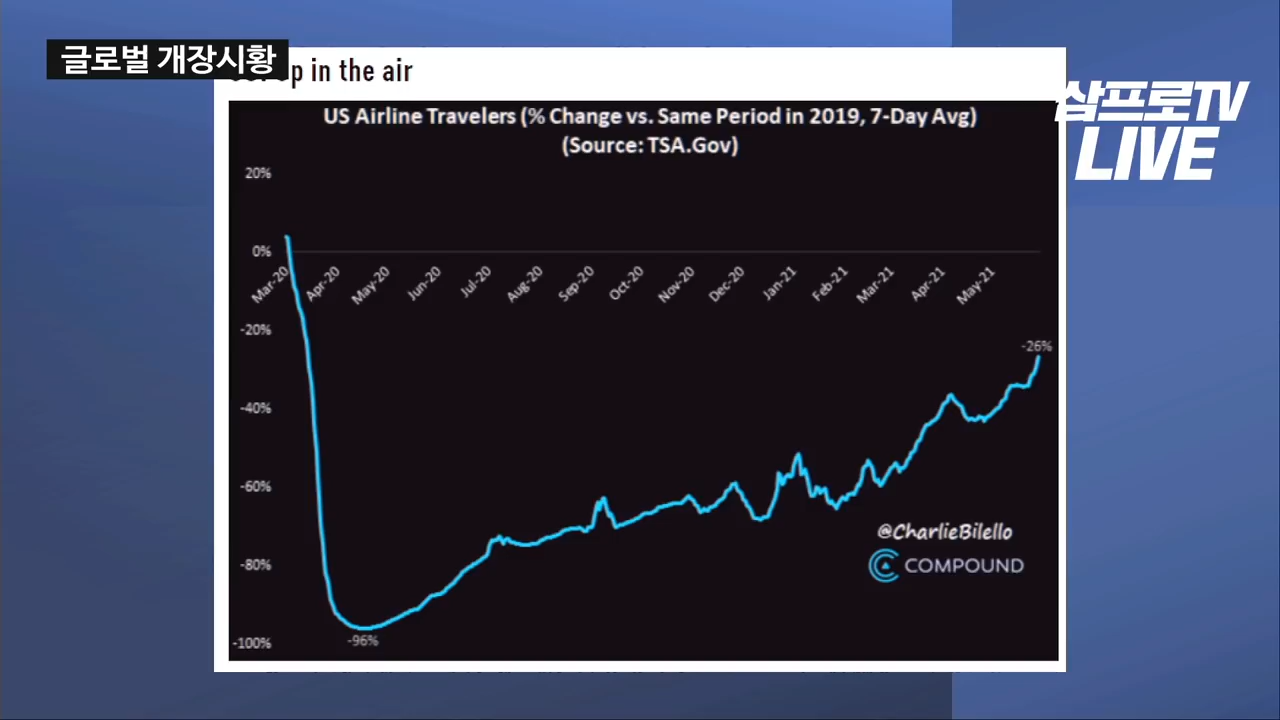 글로벌 개장시황
up in the air
삼프로TV
LIVE
US Airline Travelers (% Change vs. Same Period in 2019, 7-Day Avg)
(Source: TSA.Gov)
20%
0%
Mar-20 Apr-20 May-20 Jun-20 Jul-20 Aug-20 Sep-20 Oct-20 Nov-20 Dec-20 Jan-21 Feb-21 Mar-21 Apr-21 May-21
-20%
-26%
-40%
-60%
@CharlieBilello
-80%
COMPOUND
-100%
-96%